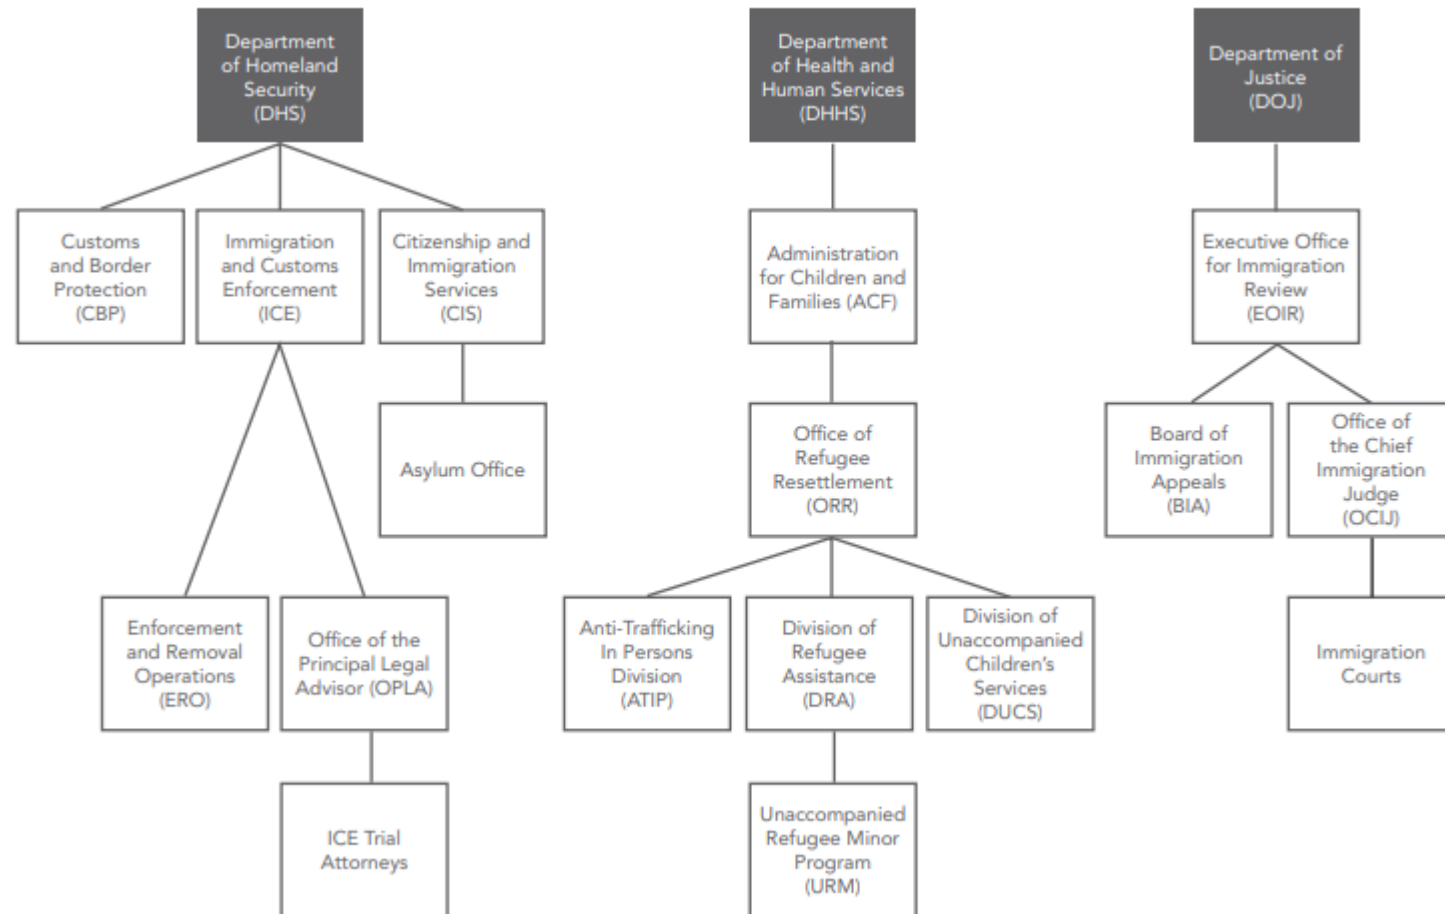 Department
of Homeland
Security
(DHS)
Department
of Health and
Human Services
(DHHS)
Department of
Justice
(DOJ)
Customs
and Border
Protection
(CBP)
Immigration
and Customs
Enforcement
(ICE)
Citizenship and
Immigration
Services
(CIS)
Administration
for Children and
Families (ACF)
Executive Office
for Immigration
Review
(EOIR)
Asylum Office
Office of
Refugee
Resettlement
(ORR)
Board of
Immigration
Appeals
(BIA)
Office of
the Chief
Immigration
Judge
(OCIJ)
Enforcement
and Removal
Operations
(ERO)
Office of the
Principal Legal
Advisor (OPLA)
Anti-Trafficking
In Persons
Division
(ATIP)
Division of
Refugee
Assistance
(DRA)
Division of
Unaccompanied
Children's
Services
(DUCS)
Immigration
Courts
ICE Trial
Attorneys
Unaccompanied
Refugee Minor
Program
(URM)